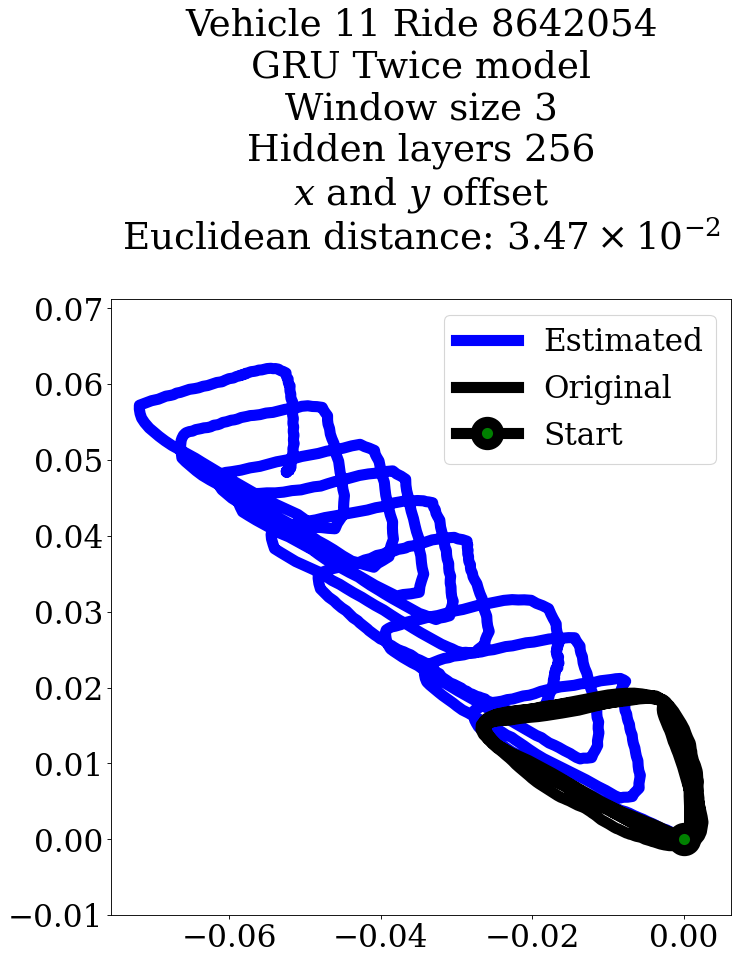 Vehicle 11 Ride 8642054
GRU Twice model
Window size 3
Hidden layers 256
x and y offset
Euclidean distance: 3.47 × 10⁻²
0.07
0.06
0.05
0.04
0.03
0.02
0.01
0.00
−0.01
Estimated
Original
Start
−0.06 −0.04 −0.02 0.00